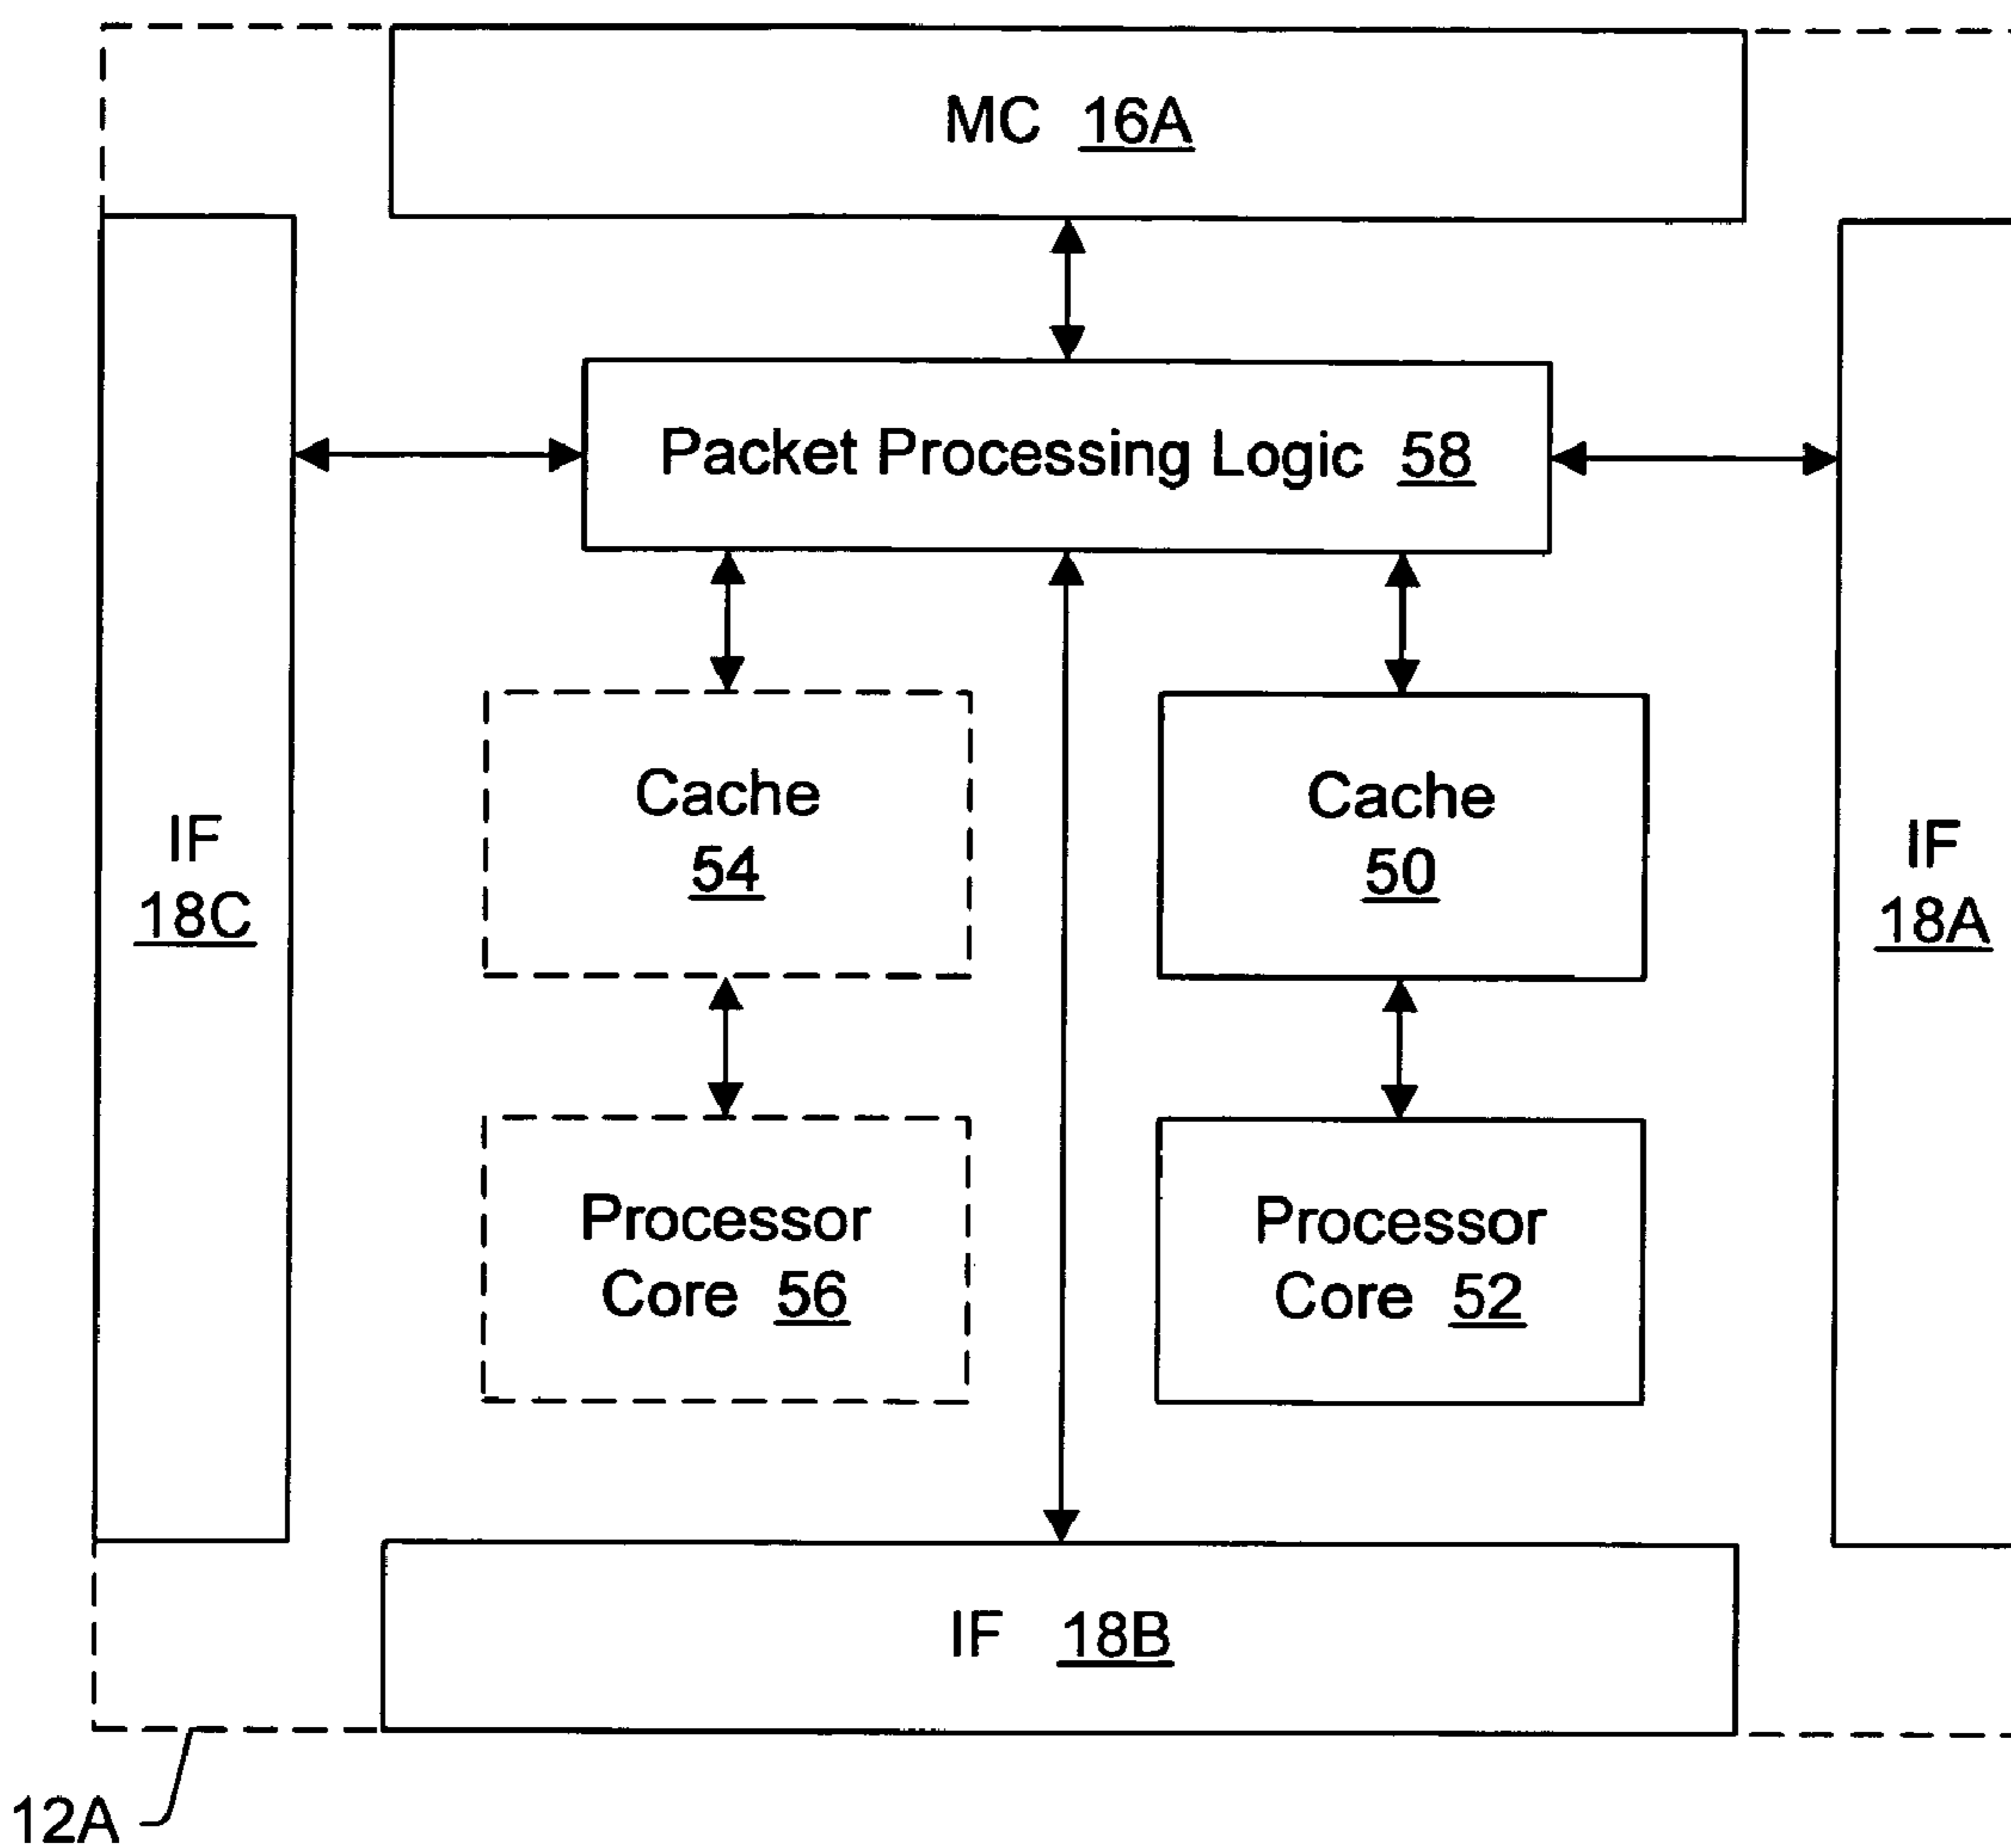 MC 16A
Packet Processing Logic 58
Cache
54
Cache
50
IF
18C
IF
18A
Processor
Core 56
Processor
Core 52
IF 18B
12A